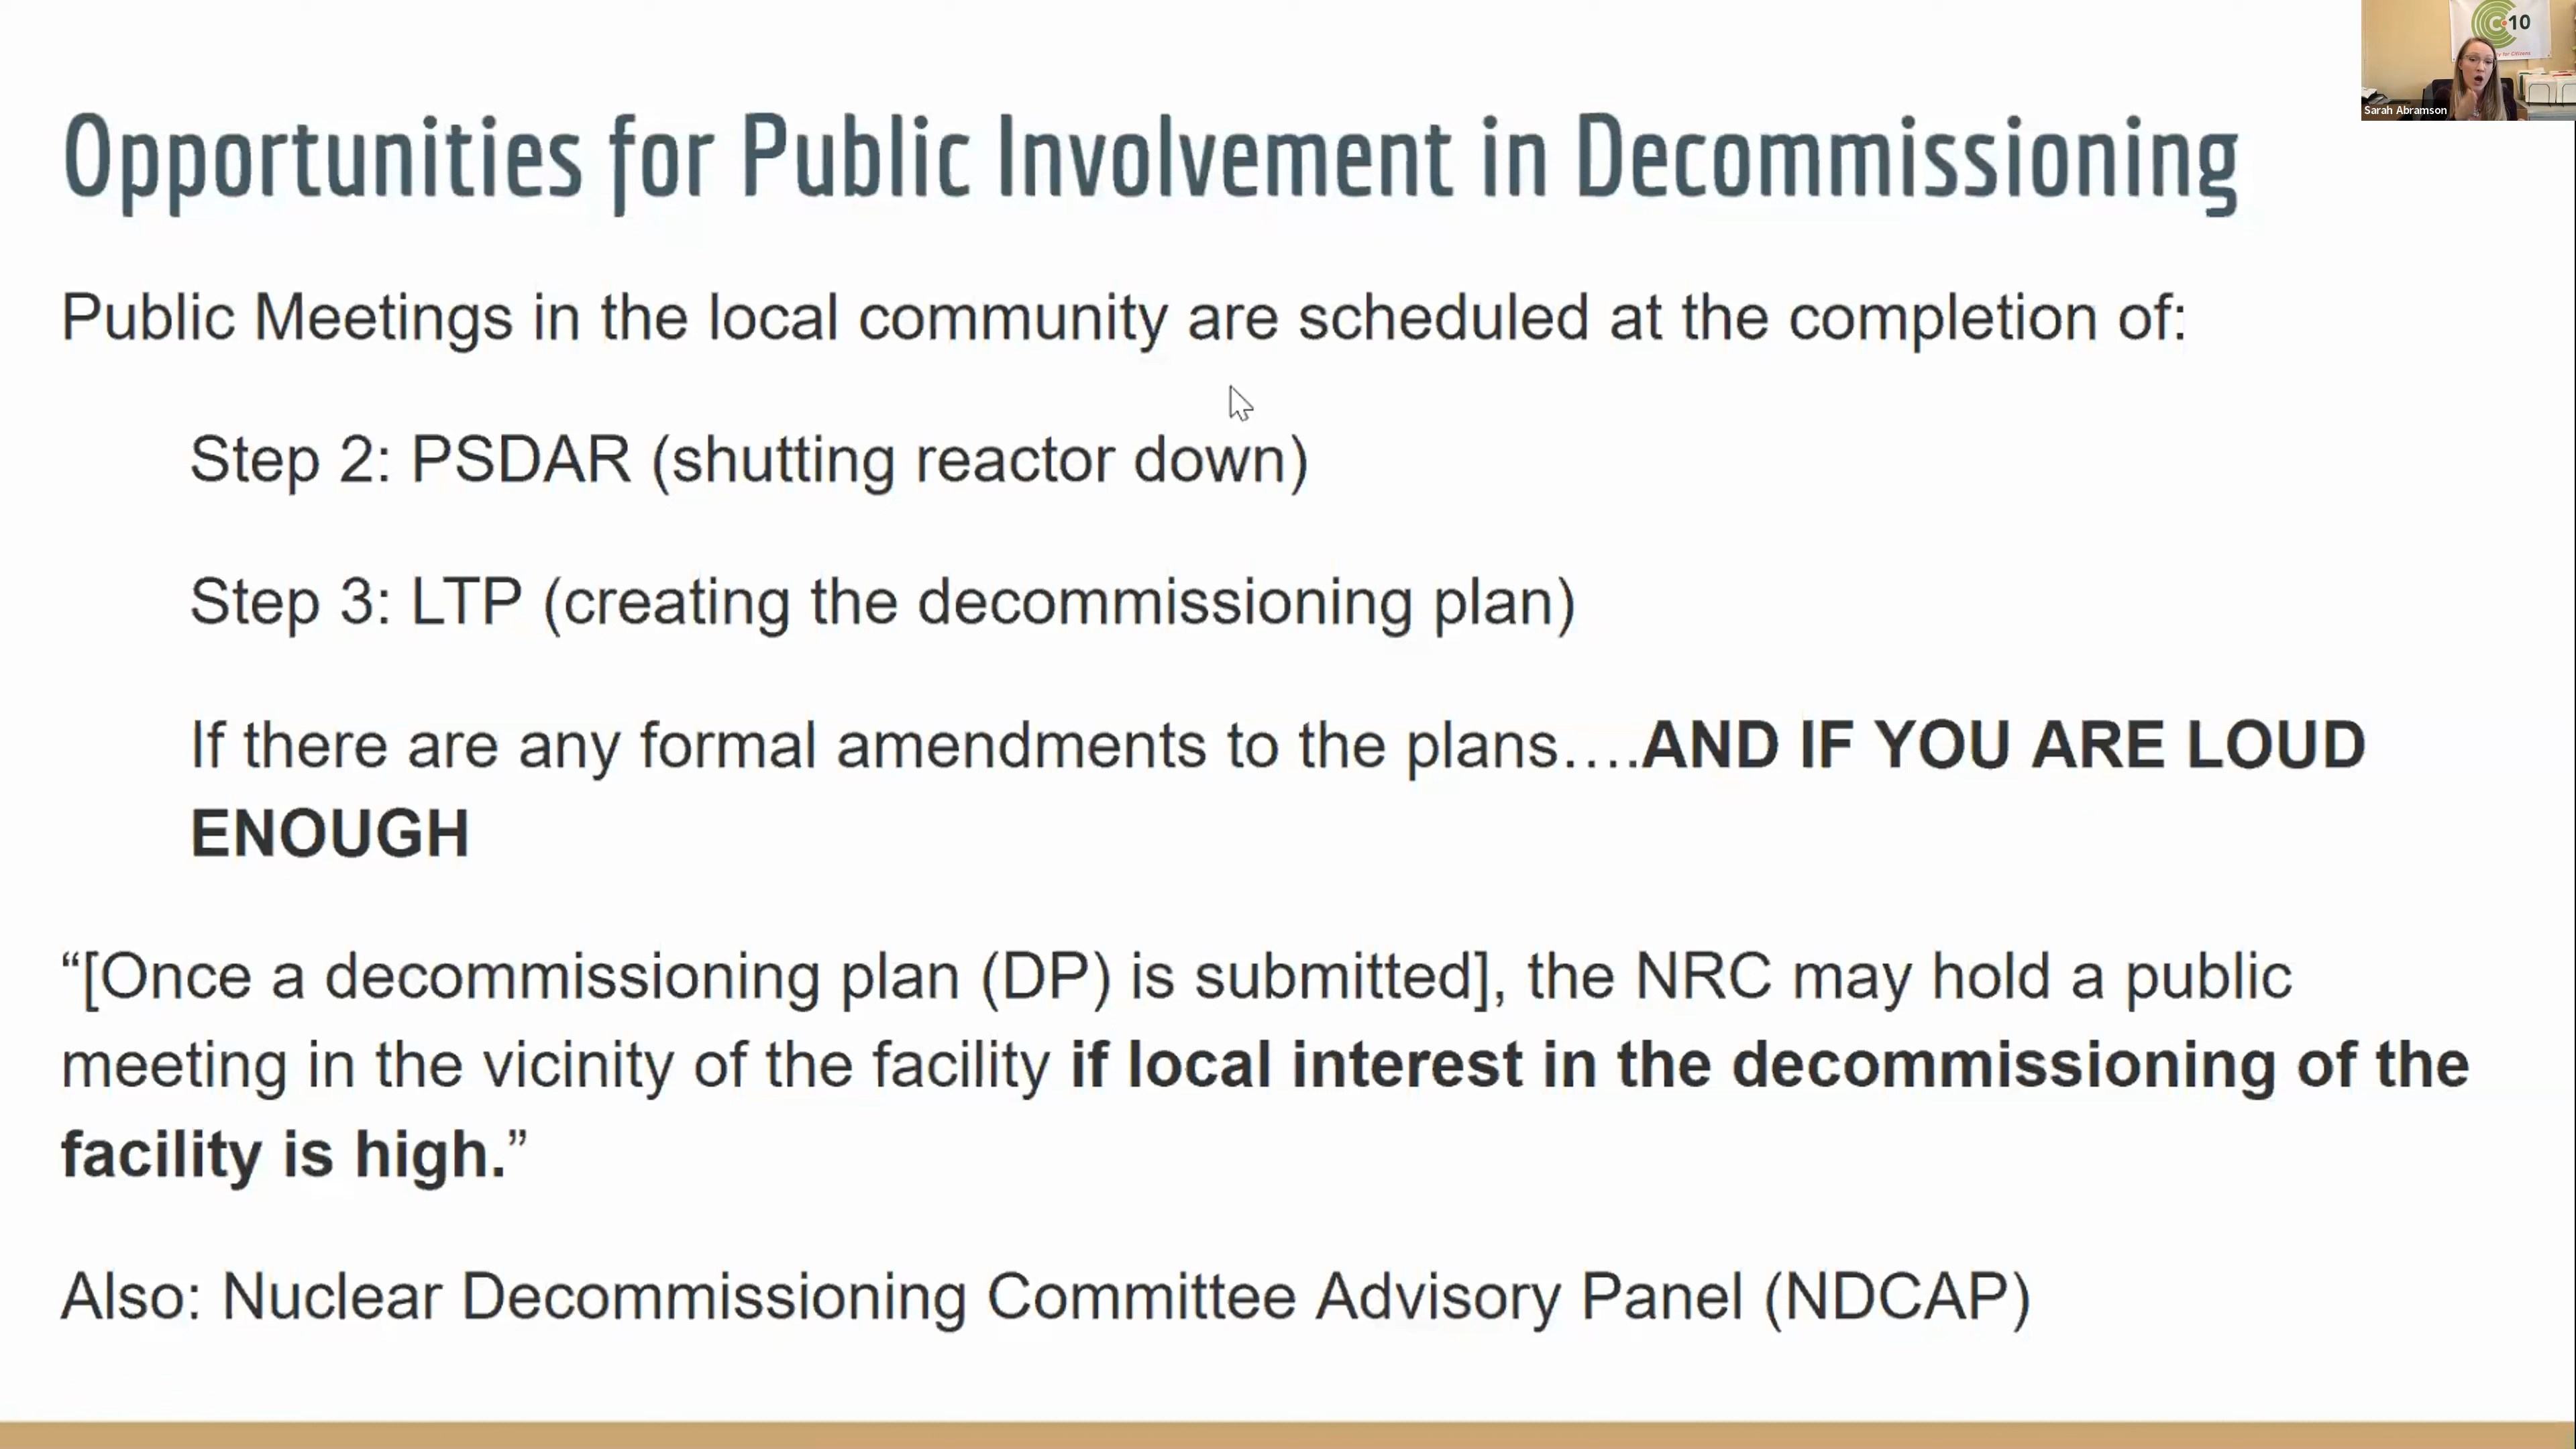 C-10
for Citizens
Sarah Abramson
Opportunities for Public Involvement in Decommissioning
Public Meetings in the local community are scheduled at the completion of:
Step 2: PSDAR (shutting reactor down)
Step 3: LTP (creating the decommissioning plan)
If there are any formal amendments to the plans….AND IF YOU ARE LOUD
ENOUGH
“[Once a decommissioning plan (DP) is submitted], the NRC may hold a public
meeting in the vicinity of the facility if local interest in the decommissioning of the
facility is high.”
Also: Nuclear Decommissioning Committee Advisory Panel (NDCAP)